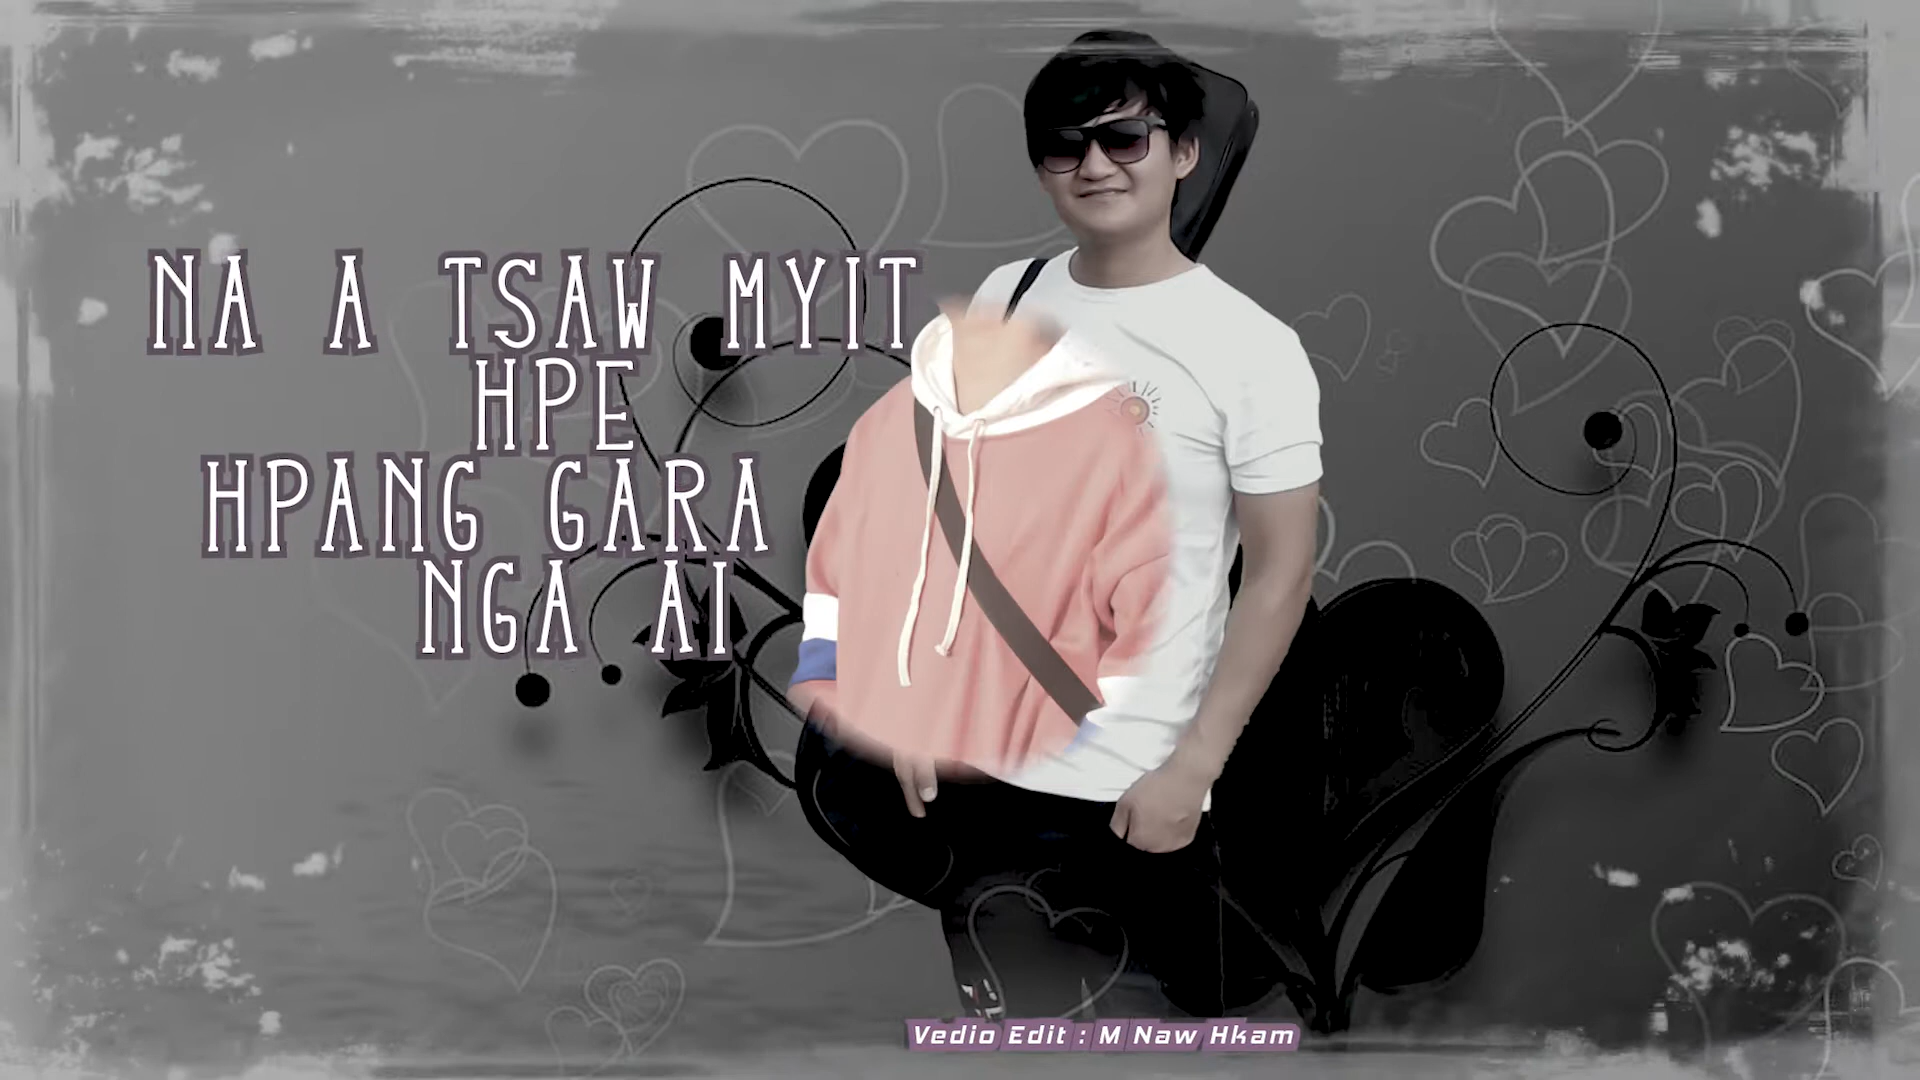 NA A TSAW MYIT
HPE
HPANG GARA
NGA AI
Vedio Edit : M Naw Hkam